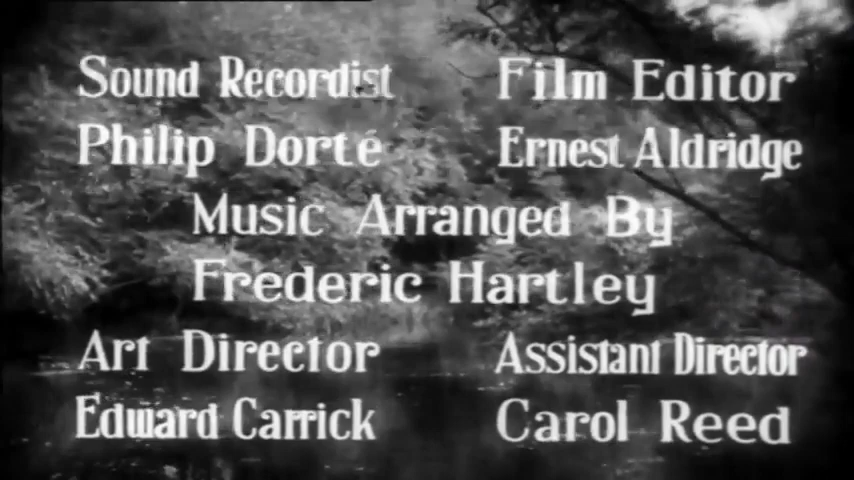 Sound Recordist
Film Editor
Philip Dorté
Ernest Aldridge
Music Arranged By
Frederic Hartley
Art Director
Assistant Director
Edward Carrick
Carol Reed